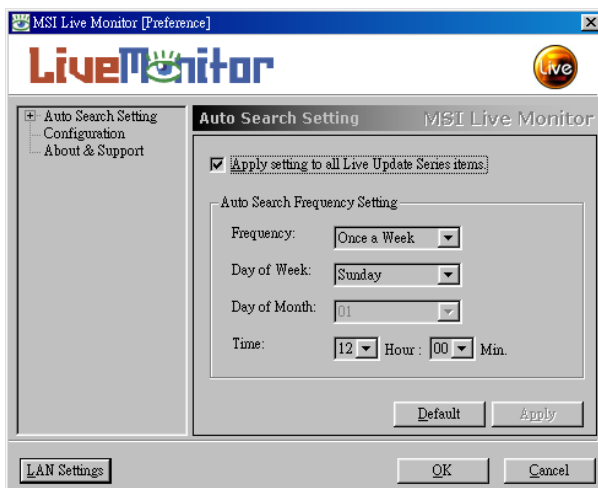 MSI Live Monitor [Preference]
LiveMonitor
Live
Auto Search Setting
Configuration
About & Support
Auto Search Setting MSI Live Monitor
Apply setting to all Live Update Series items.
Auto Search Frequency Setting
Frequency: Once a Week
Day of Week: Sunday
Day of Month: 01
Time: 12 Hour : 00 Min.
Default Apply
LAN Settings OK Cancel